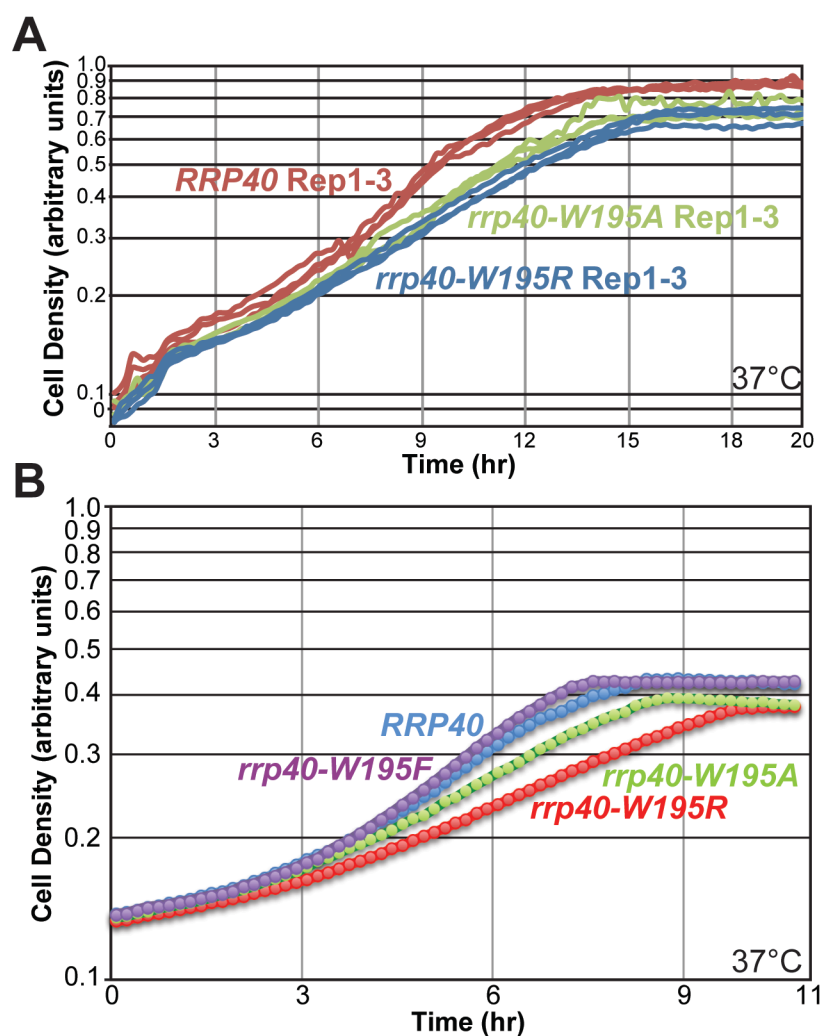 A
Cell Density (arbitrary units)
1.0
0.9
0.8
0.7
0.6
0.5
0.4
0.3
0.2
0.1
0
RRP40 Rep1-3
rrp40-W195A Rep1-3
rrp40-W195R Rep1-3
37°C
0 3 6 9 12 15 18 20
Time (hr)
B
Cell Density (arbitrary units)
1.0
0.9
0.8
0.7
0.6
0.5
0.4
0.3
0.2
0.1
RRP40
rrp40-W195F
rrp40-W195A
rrp40-W195R
37°C
0 3 6 9 11
Time (hr)